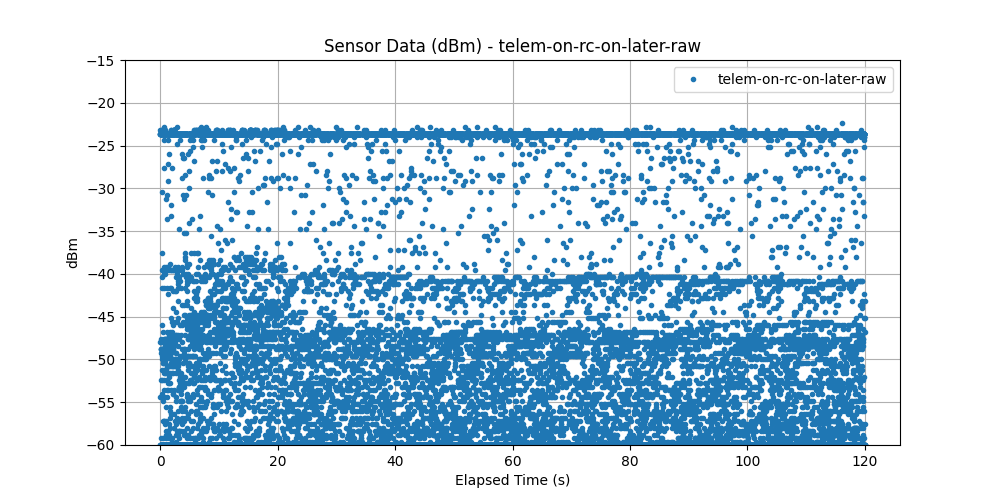 Sensor Data (dBm) - telem-on-rc-on-later-raw
telem-on-rc-on-later-raw
−15
−20
−25
−30
−35
−40
−45
−50
−55
−60
dBm
0 20 40 60 80 100 120
Elapsed Time (s)